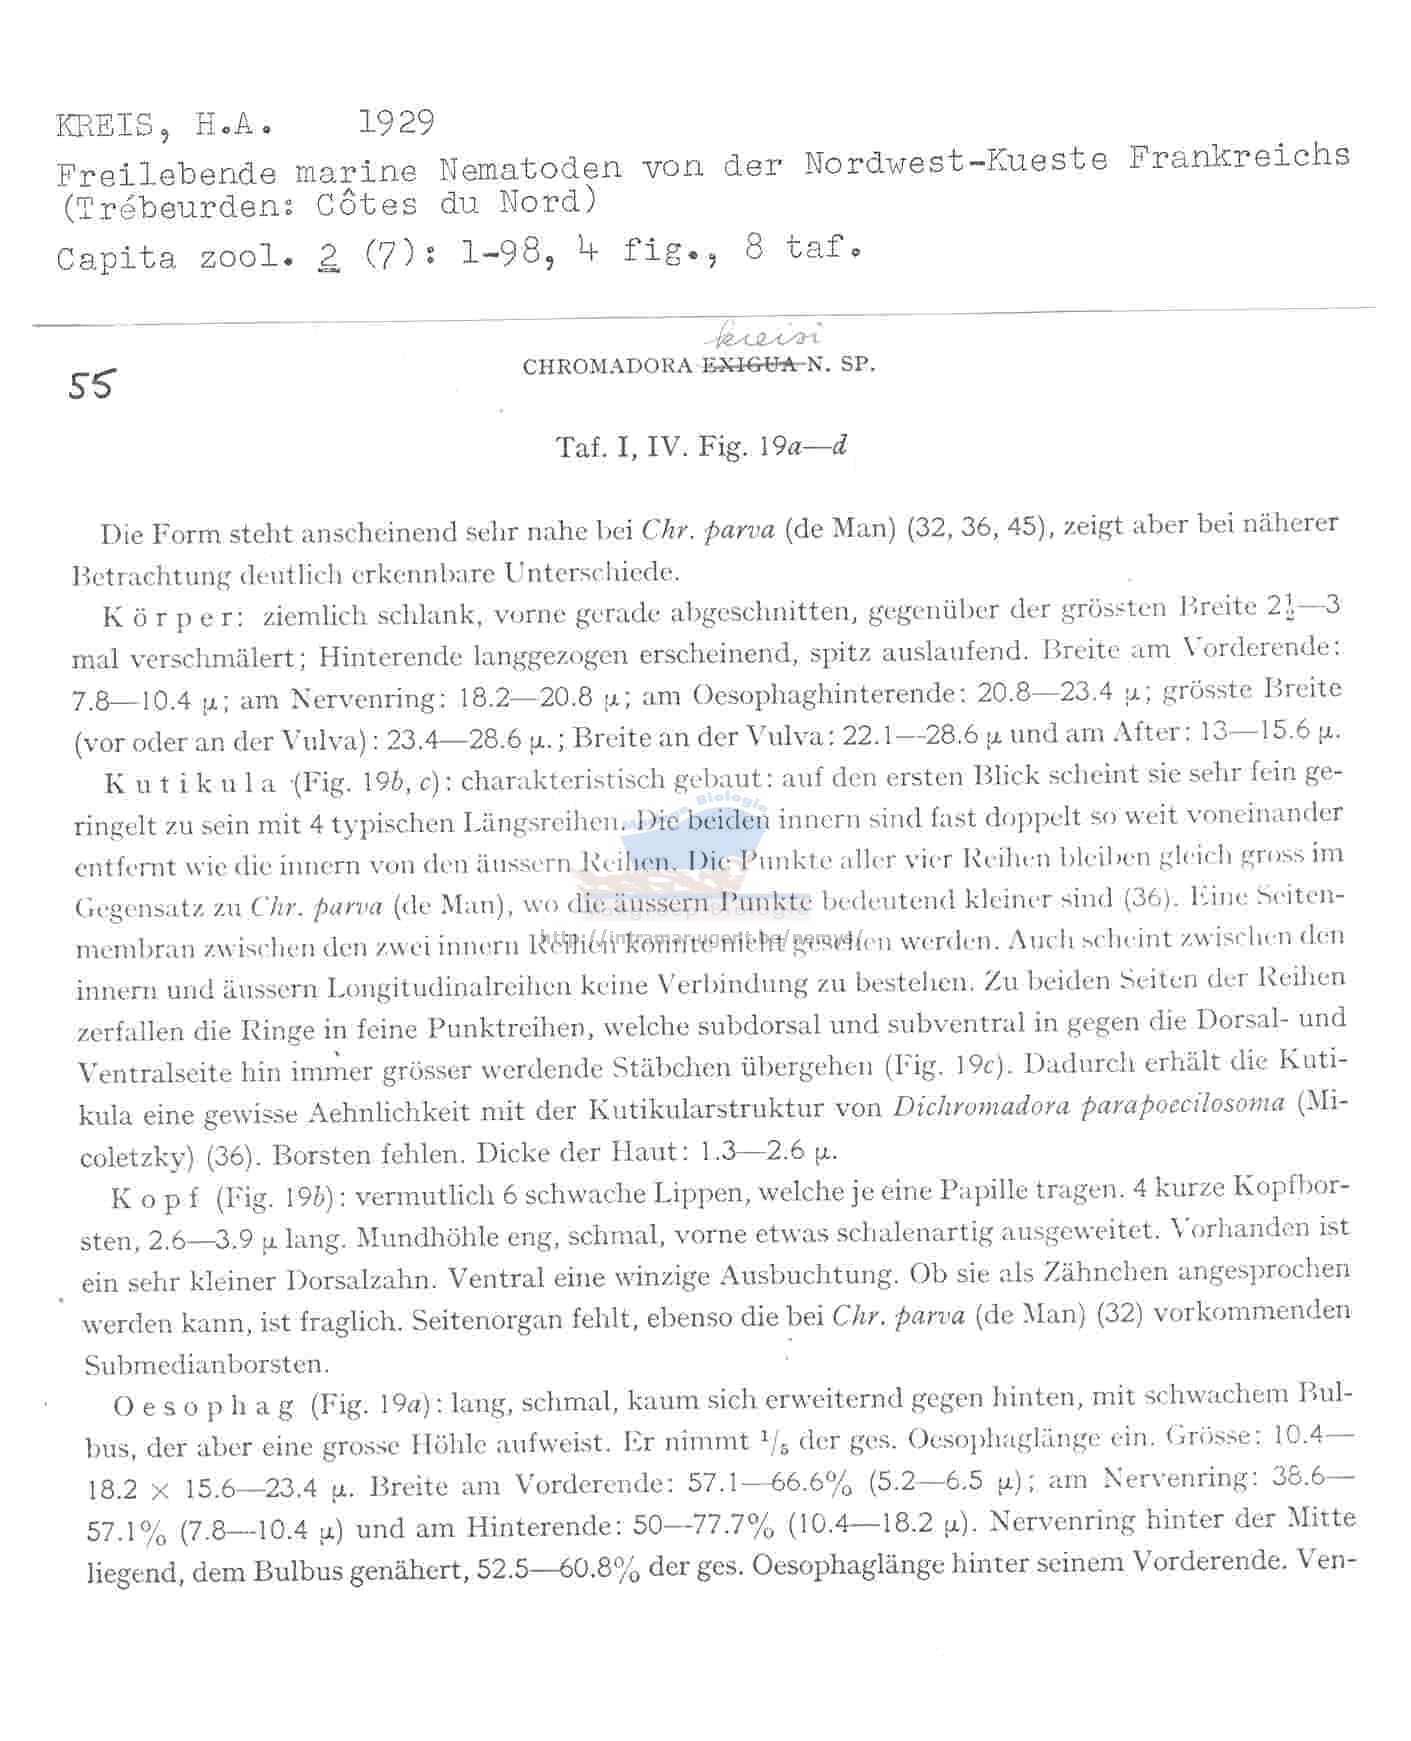 KREIS, H.A. 1929
Freilebende marine Nematoden von der Nordwest-Kueste Frankreichs
(Trébeurden: Côtes du Nord)
Capita zool. 2 (7): 1-98, 4 fig., 8 taf.
kreisi
CHROMADORA EXIGUA N. SP.
55
Taf. I, IV. Fig. 19a—d
Die Form steht anscheinend sehr nahe bei Chr. parva (de Man) (32, 36, 45), zeigt aber bei näherer
Betrachtung deutlich erkennbare Unterschiede.
Körper: ziemlich schlank, vorne gerade abgeschnitten, gegenüber der grössten Breite 2½—3
mal verschmälert; Hinterende langgezogen erscheinend, spitz auslaufend. Breite am Vorderende:
7.8—10.4 µ; am Nervenring: 18.2—20.8 µ; am Oesophaghinterende: 20.8—23.4 µ; grösste Breite
(vor oder an der Vulva): 23.4—28.6 µ.; Breite an der Vulva: 22.1—28.6 µ und am After: 13—15.6 µ.
Kutikula (Fig. 19b, c): charakteristisch gebaut: auf den ersten Blick scheint sie sehr fein ge-
ringelt zu sein mit 4 typischen Längsreihen. Die beiden innern sind fast doppelt so weit voneinander
entfernt wie die innern von den äussern Reihen. Die Punkte aller vier Reihen bleiben gleich gross im
Gegensatz zu Chr. parva (de Man), wo die äussern Punkte bedeutend kleiner sind (36). Eine Seiten-
membran zwischen den zwei innern Reihen konnte nicht gesehen werden. Auch scheint zwischen den
http://intramar.ugent.be/nemys/
innern und äussern Longitudinalreihen keine Verbindung zu bestehen. Zu beiden Seiten der Reihen
zerfallen die Ringe in feine Punktreihen, welche subdorsal und subventral in gegen die Dorsal- und
Ventralseite hin immer grösser werdende Stäbchen übergehen (Fig. 19c). Dadurch erhält die Kuti-
kula eine gewisse Aehnlichkeit mit der Kutikularstruktur von Dichromadora parapoecilosoma (Mi-
coletzky) (36). Borsten fehlen. Dicke der Haut: 1.3—2.6 µ.
Kopf (Fig. 19b): vermutlich 6 schwache Lippen, welche je eine Papille tragen. 4 kurze Kopfbor-
sten, 2.6—3.9 µ lang. Mundhöhle eng, schmal, vorne etwas schalenartig ausgeweitet. Vorhanden ist
ein sehr kleiner Dorsalzahn. Ventral eine winzige Ausbuchtung. Ob sie als Zähnchen angesprochen
werden kann, ist fraglich. Seitenorgan fehlt, ebenso die bei Chr. parva (de Man) (32) vorkommenden
Submedianborsten.
Oesophag (Fig. 19a): lang, schmal, kaum sich erweiternd gegen hinten, mit schwachem Bul-
bus, der aber eine grosse Höhle aufweist. Er nimmt 1/5 der ges. Oesophaglänge ein. Grösse: 10.4—
18.2 × 15.6—23.4 µ. Breite am Vorderende: 57.1—66.6% (5.2—6.5 µ); am Nervenring: 38.6—
57.1% (7.8—10.4 µ) und am Hinterende: 50—77.7% (10.4—18.2 µ). Nervenring hinter der Mitte
liegend, dem Bulbus genähert, 52.5—60.8% der ges. Oesophaglänge hinter seinem Vorderende. Ven-